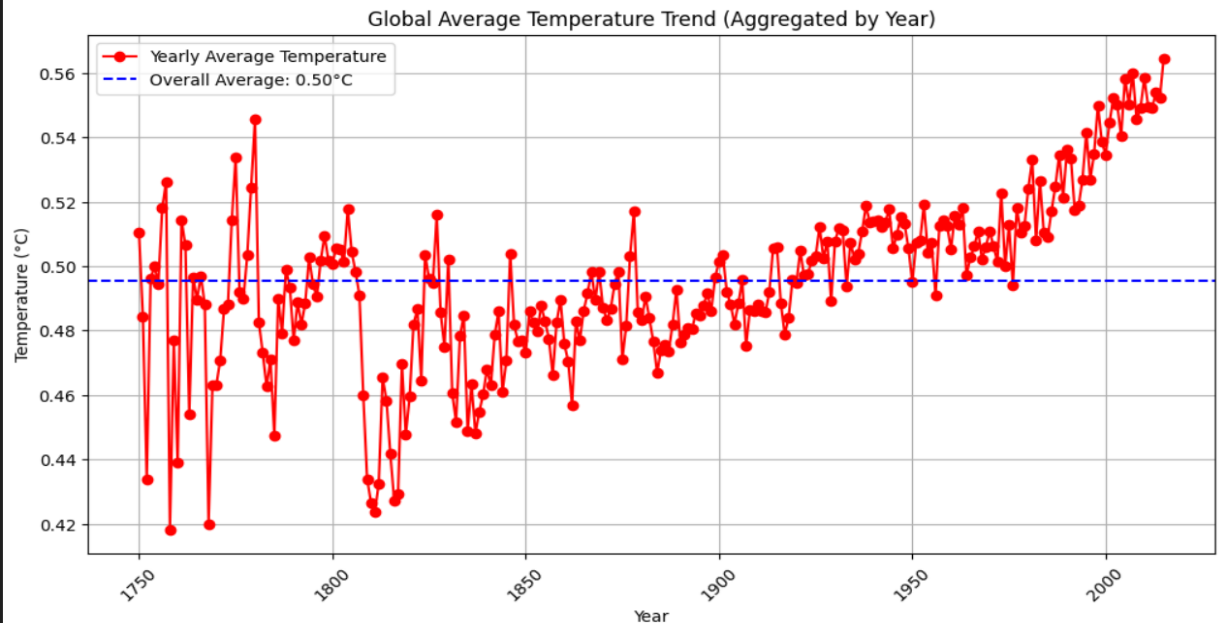 Global Average Temperature Trend (Aggregated by Year)
Yearly Average Temperature
Overall Average: 0.50°C
Temperature (°C)
0.56
0.54
0.52
0.50
0.48
0.46
0.44
0.42
1750
1800
1850
1900
1950
2000
Year